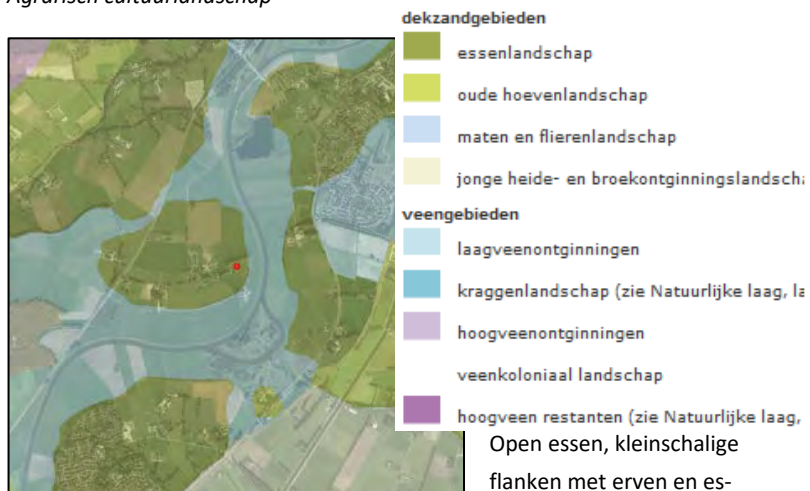 Agrarisch cultuurlandschap
dekzandgebieden
essenlandschap
oude hoevenlandschap
maten en flierenlandschap
jonge heide- en broekontginningslandscha
veengebieden
laagveenontginningen
kraggenlandschap (zie Natuurlijke laag, la
hoogveenontginningen
veenkoloniaal landschap
hoogveen restanten (zie Natuurlijke laag,
Open essen, kleinschalige
flanken met erven en es-